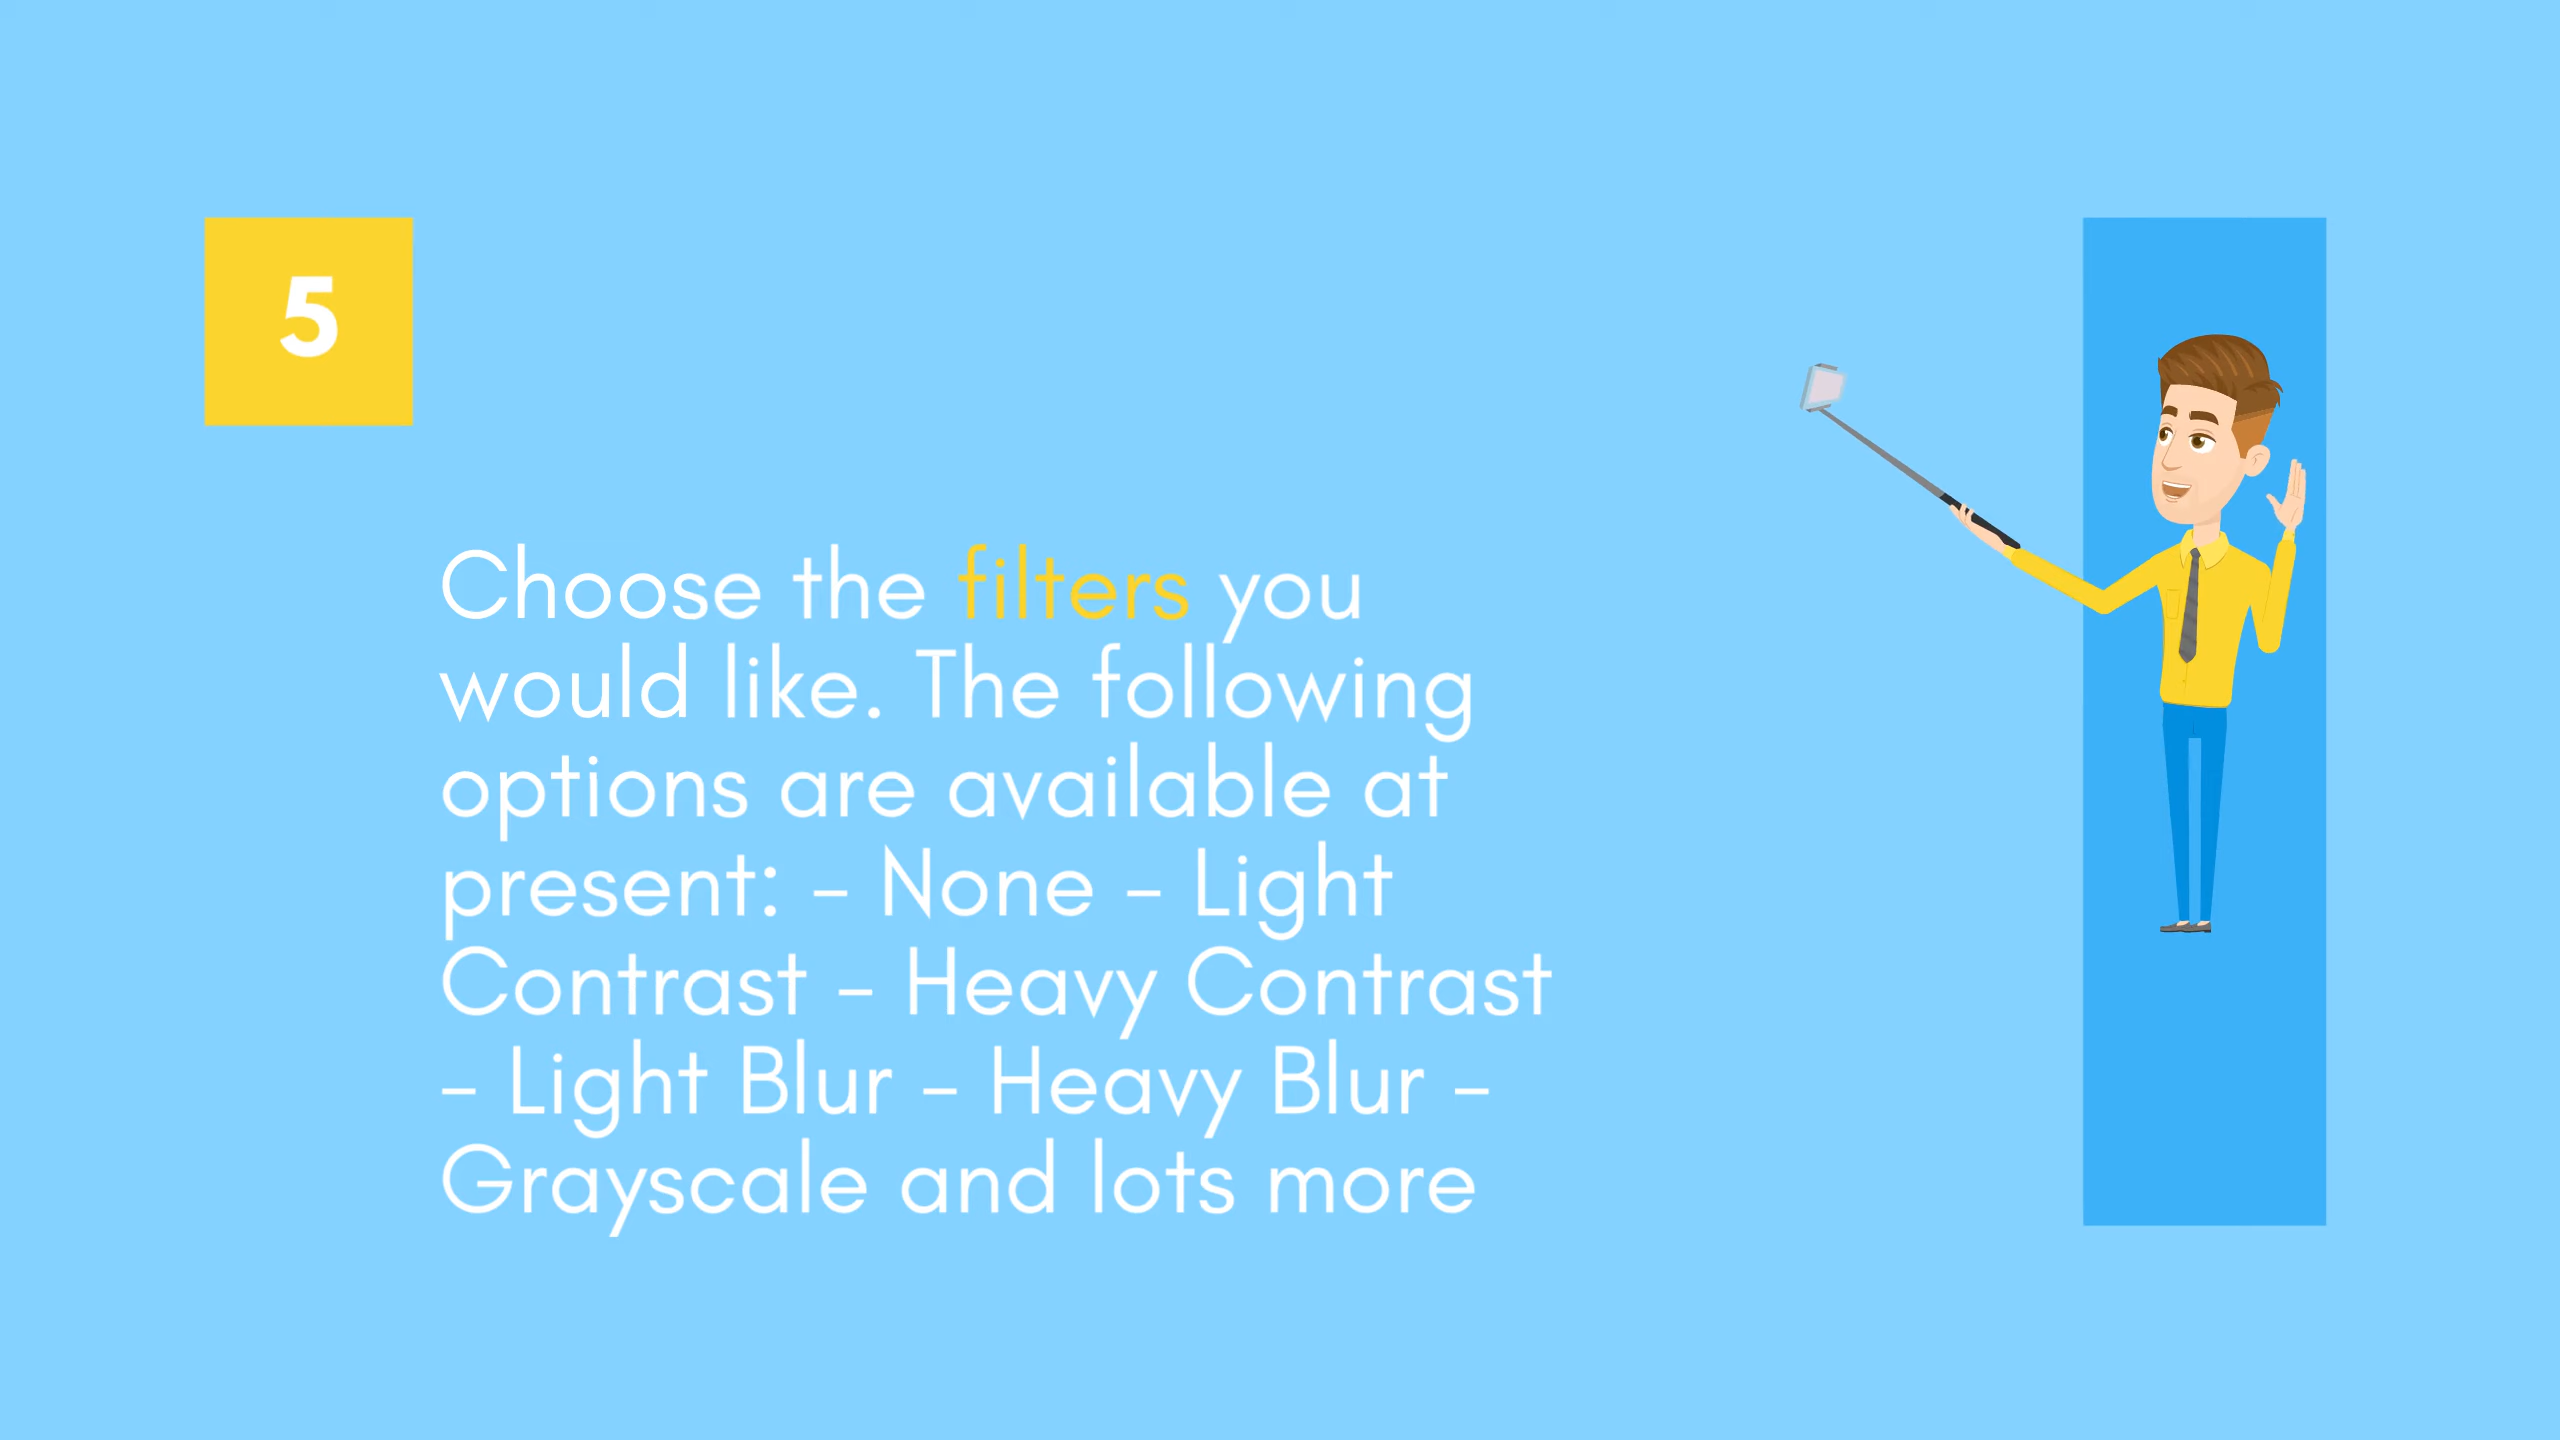 5
Choose the filters you
would like. The following
options are available at
present: – None – Light
Contrast – Heavy Contrast
– Light Blur – Heavy Blur –
Grayscale and lots more